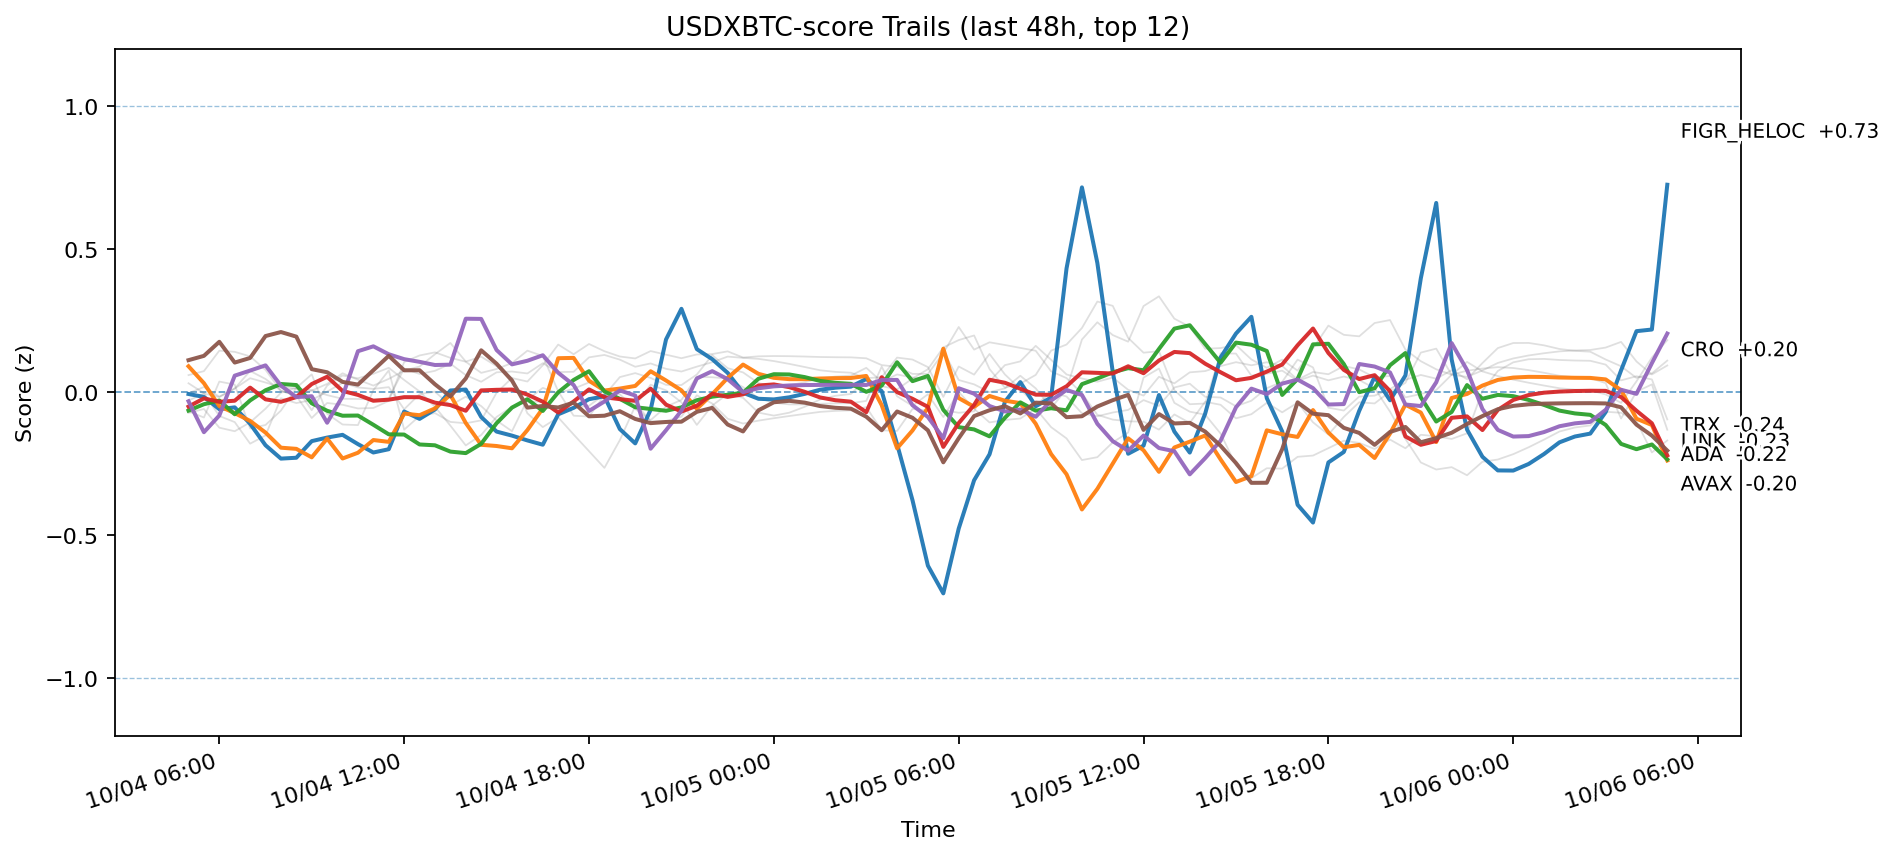 USDXBTC-score Trails (last 48h, top 12)
Score (z)
1.0
0.5
0.0
−0.5
−1.0
FIGR_HELOC +0.73
CRO +0.20
TRX -0.24
LINK -0.23
ADA -0.22
AVAX -0.20
10/04 06:00
10/04 12:00
10/04 18:00
10/05 00:00
10/05 06:00
10/05 12:00
10/05 18:00
10/06 00:00
10/06 06:00
Time